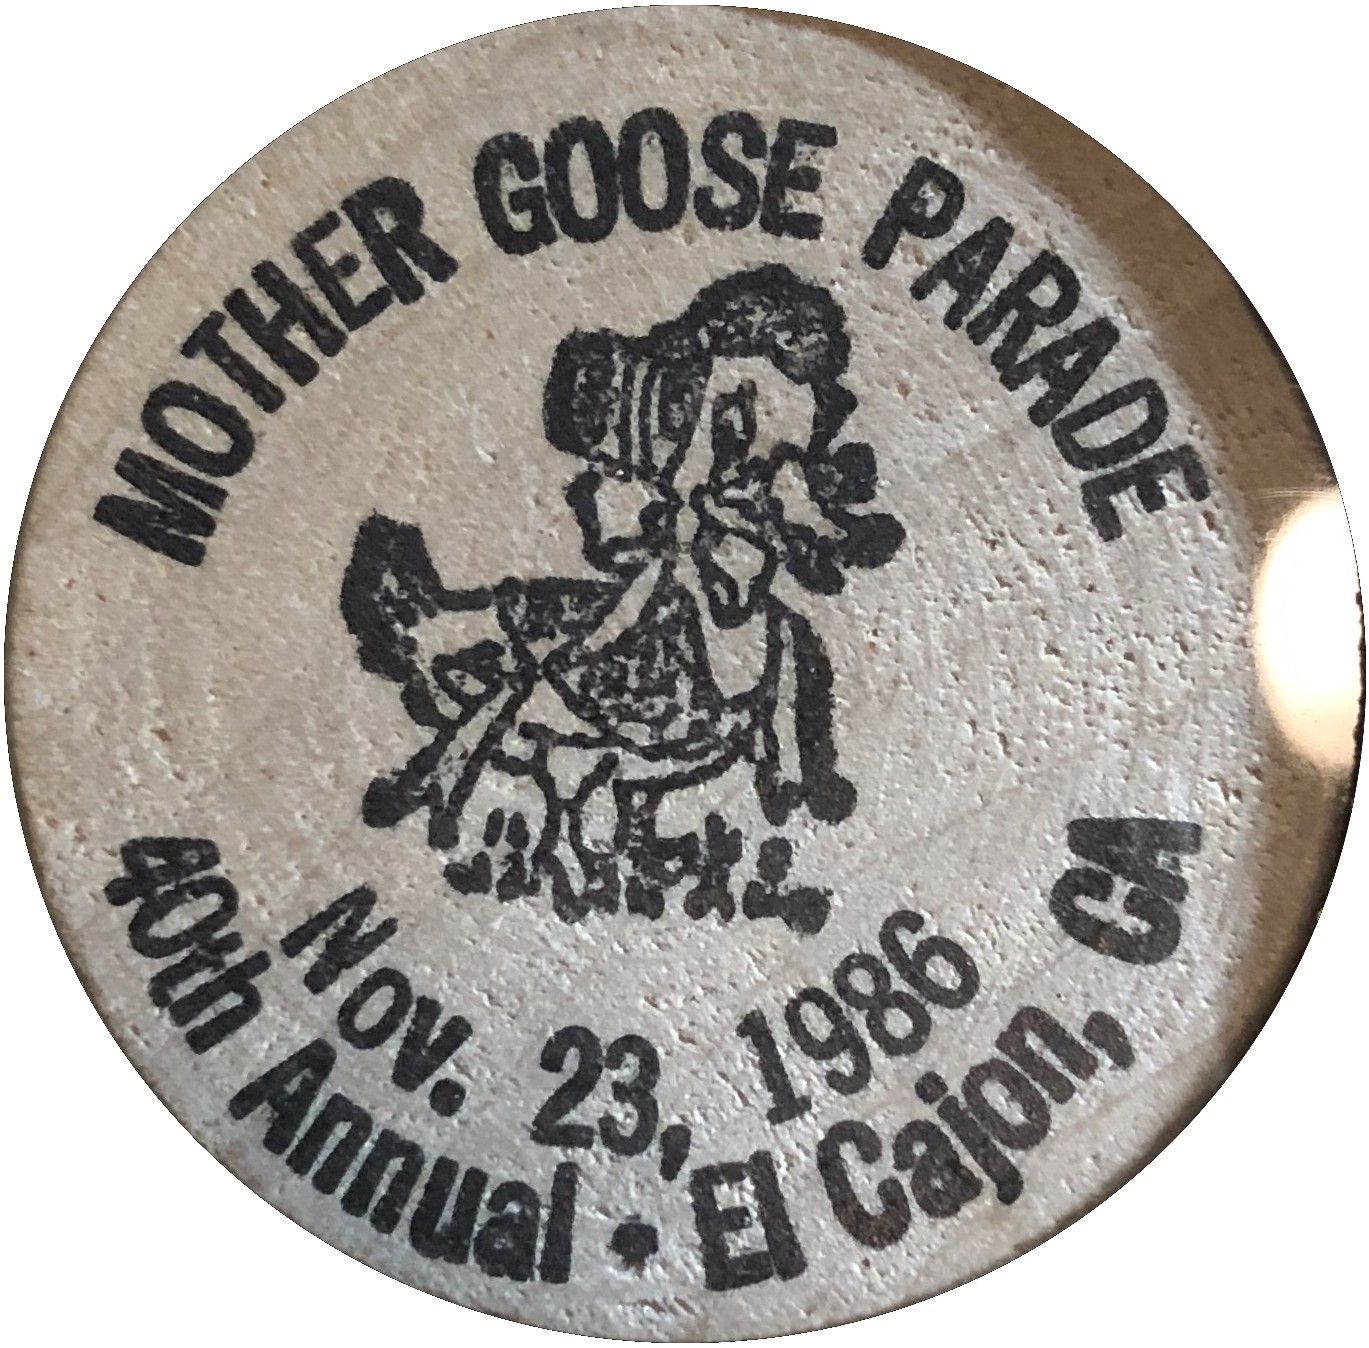 MOTHER GOOSE PARADE
Nov. 23, 1986
40th Annual • El Cajon, CA